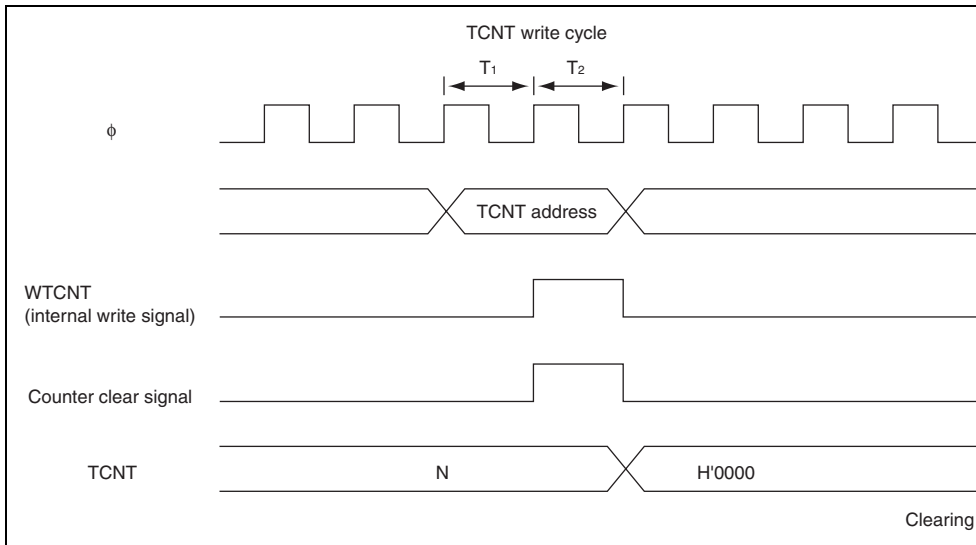 TCNT write cycle
T1 T2
ϕ
TCNT address
WTCNT
(internal write signal)
Counter clear signal
TCNT N H'0000
Clearing